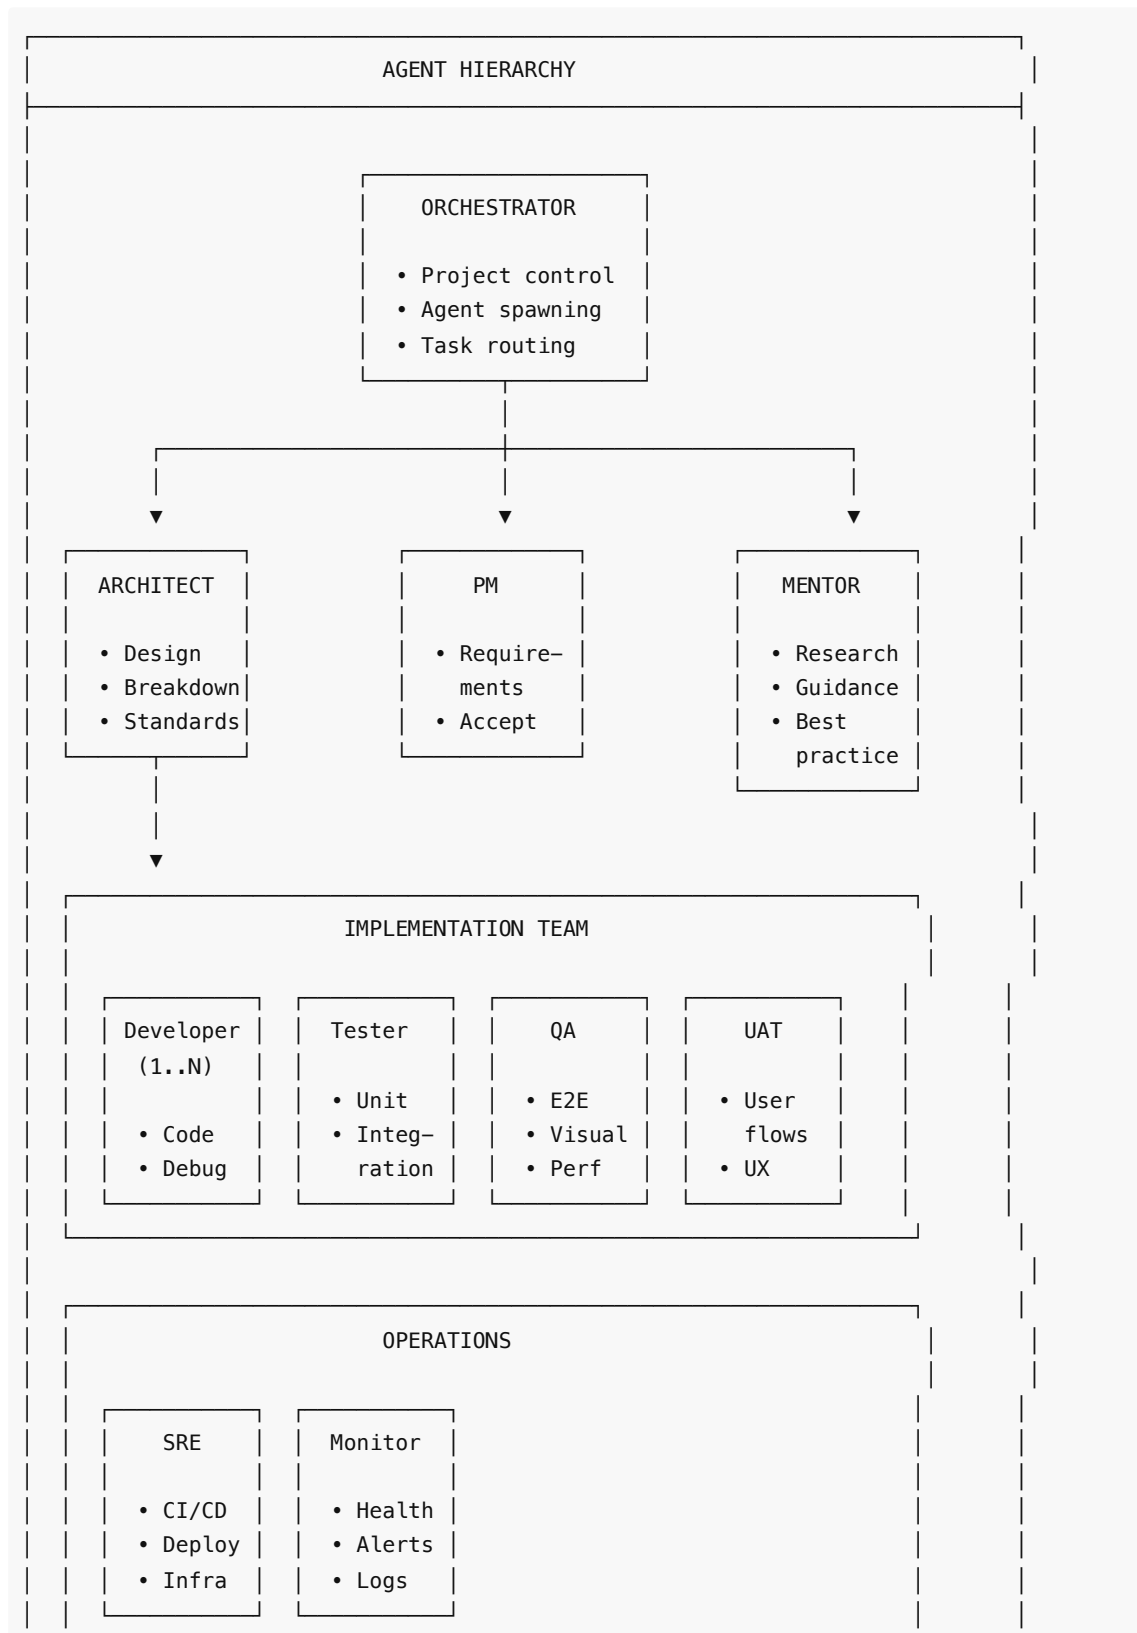 AGENT HIERARCHY
ORCHESTRATOR
• Project control
• Agent spawning
• Task routing
ARCHITECT
• Design
• Breakdown
• Standards
PM
• Require-
ments
• Accept
MENTOR
• Research
• Guidance
• Best
practice
IMPLEMENTATION TEAM
Developer
(1..N)
• Code
• Debug
Tester
• Unit
• Integ-
ration
QA
• E2E
• Visual
• Perf
UAT
• User
flows
• UX
OPERATIONS
SRE
• CI/CD
• Deploy
• Infra
Monitor
• Health
• Alerts
• Logs